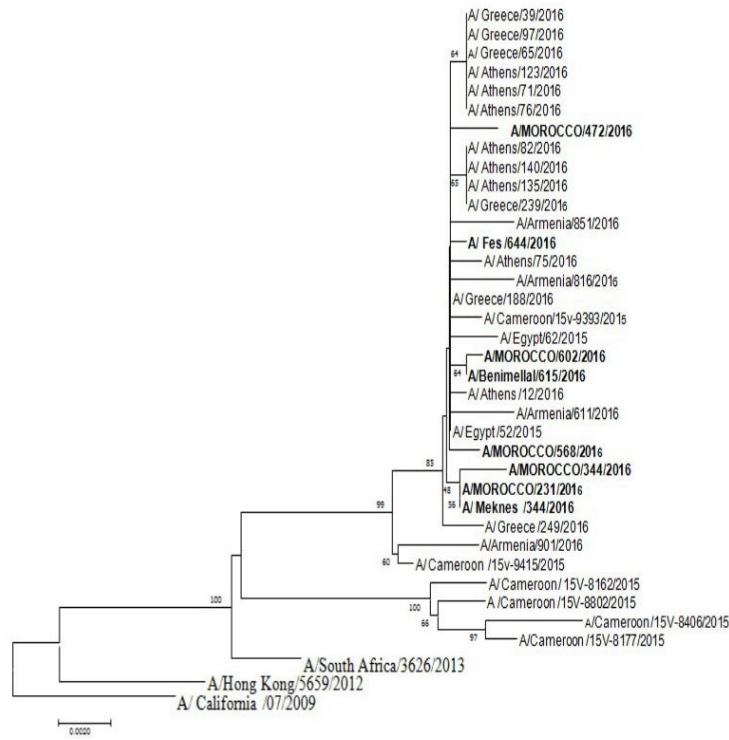 A/ Greece/39/2016
A/ Greece/97/2016
64
A/ Greece/65/2016
A/ Athens/123/2016
A/ Athens/71/2016
A/ Athens/76/2016
A/MOROCCO/472/2016
A/ Athens/82/2016
A/ Athens/140/2016
65
A/ Athens/135/2016
A/ Greece/239/2016
A/Armenia/851/2016
A/ Fes /644/2016
A/ Athens/75/2016
A/Armenia/816/2016
A/ Greece/188/2016
A/ Cameroon/15v-9393/2015
A/ Egypt/62/2015
A/MOROCCO/602/2016
64
A/Benimellal/615/2016
A/ Athens/12/2016
A/Armenia/611/2016
A/ Egypt /52/2015
A/MOROCCO/568/2016
83
A/MOROCCO/344/2016
48
A/MOROCCO/231/2016
99
56
A/ Meknes /344/2016
A/ Greece /249/2016
A/Armenia/901/2016
60
A/ Cameroon /15v-9415/2015
A/ Cameroon /15V-8162/2015
100
100
A /Cameroon/15V-8802/2015
66
A/Cameroon/ 15V-8406/2015
97
A/Cameroon/ 15V-8177/2015
A/South Africa/3626/2013
A/Hong Kong/5659/2012
A/ California /07/2009
0.0020